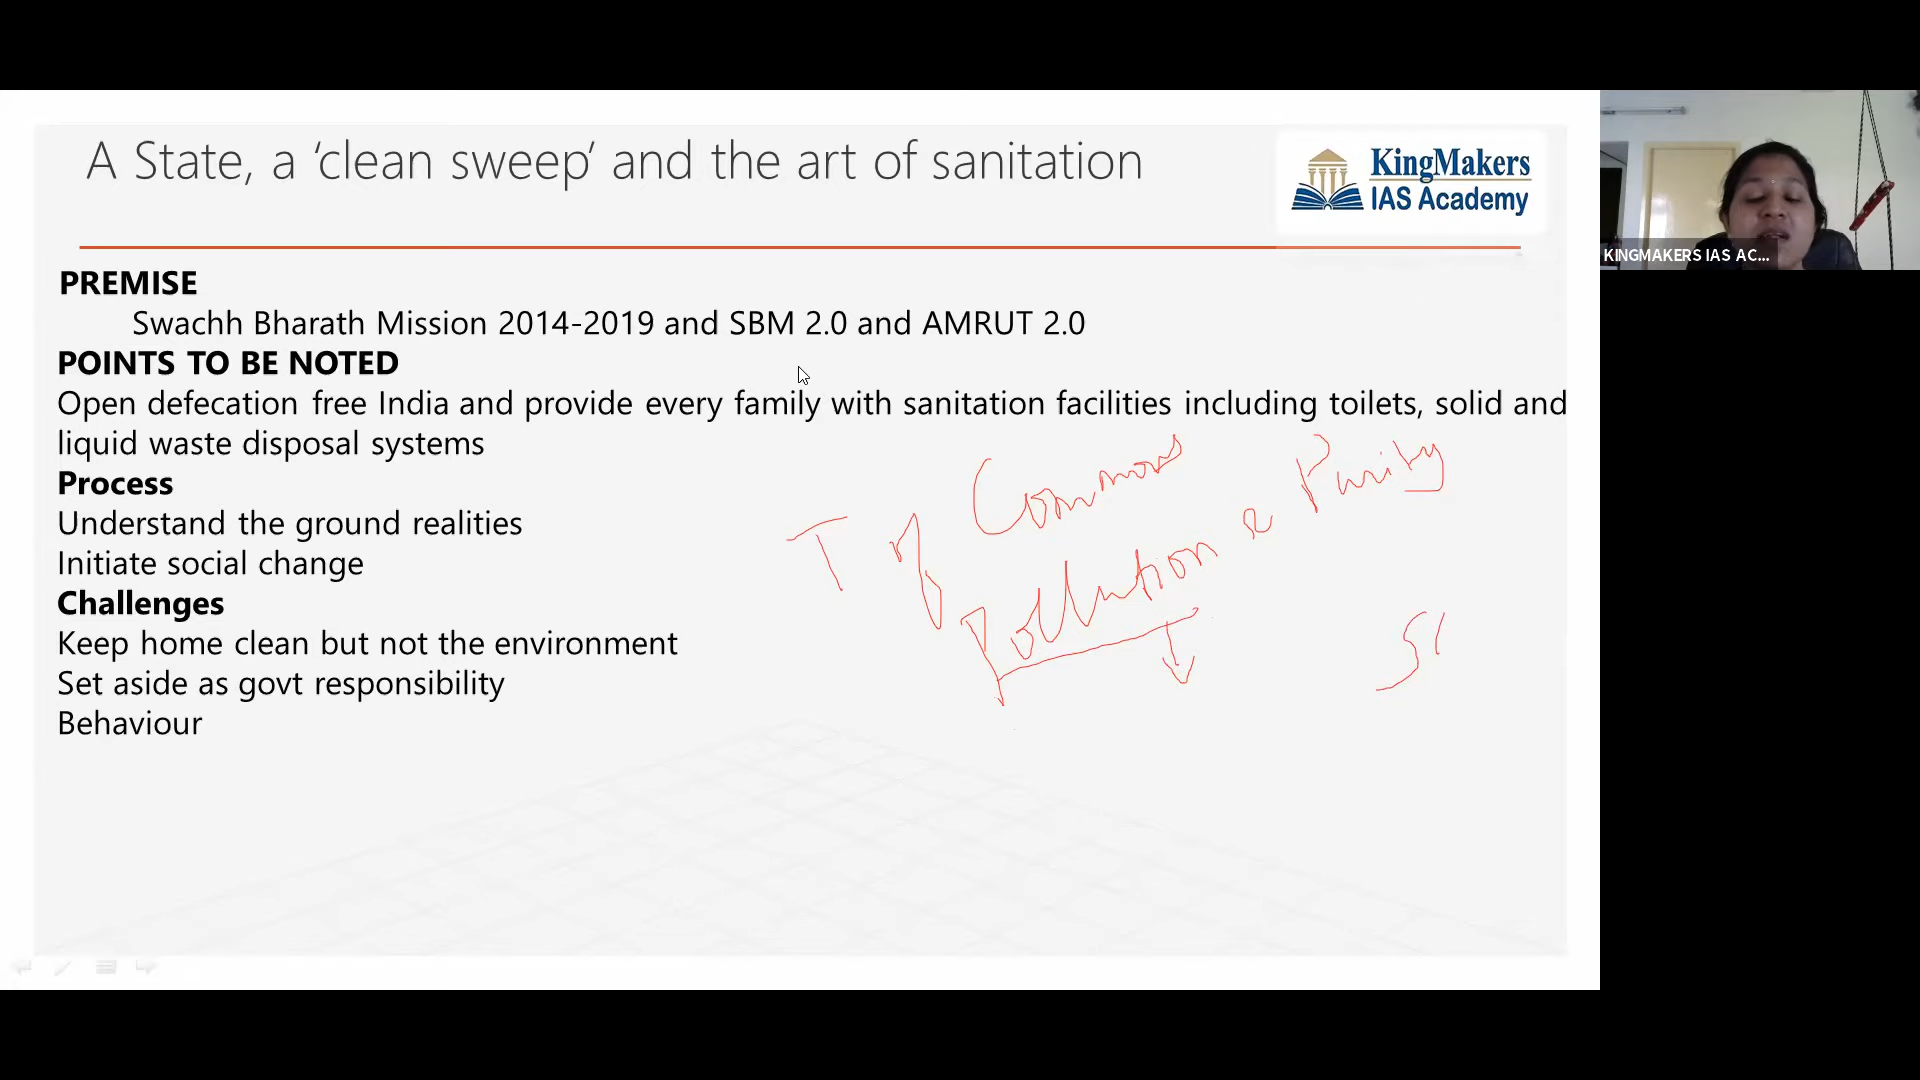 A State, a ‘clean sweep’ and the art of sanitation
KingMakers
IAS Academy
KINGMAKERS IAS AC...
PREMISE
Swachh Bharath Mission 2014-2019 and SBM 2.0 and AMRUT 2.0
POINTS TO BE NOTED
Open defecation free India and provide every family with sanitation facilities including toilets, solid and
liquid waste disposal systems
Process
Understand the ground realities
Initiate social change
Challenges
Keep home clean but not the environment
Set aside as govt responsibility
Behaviour
T of Commons
Pollution & Purity